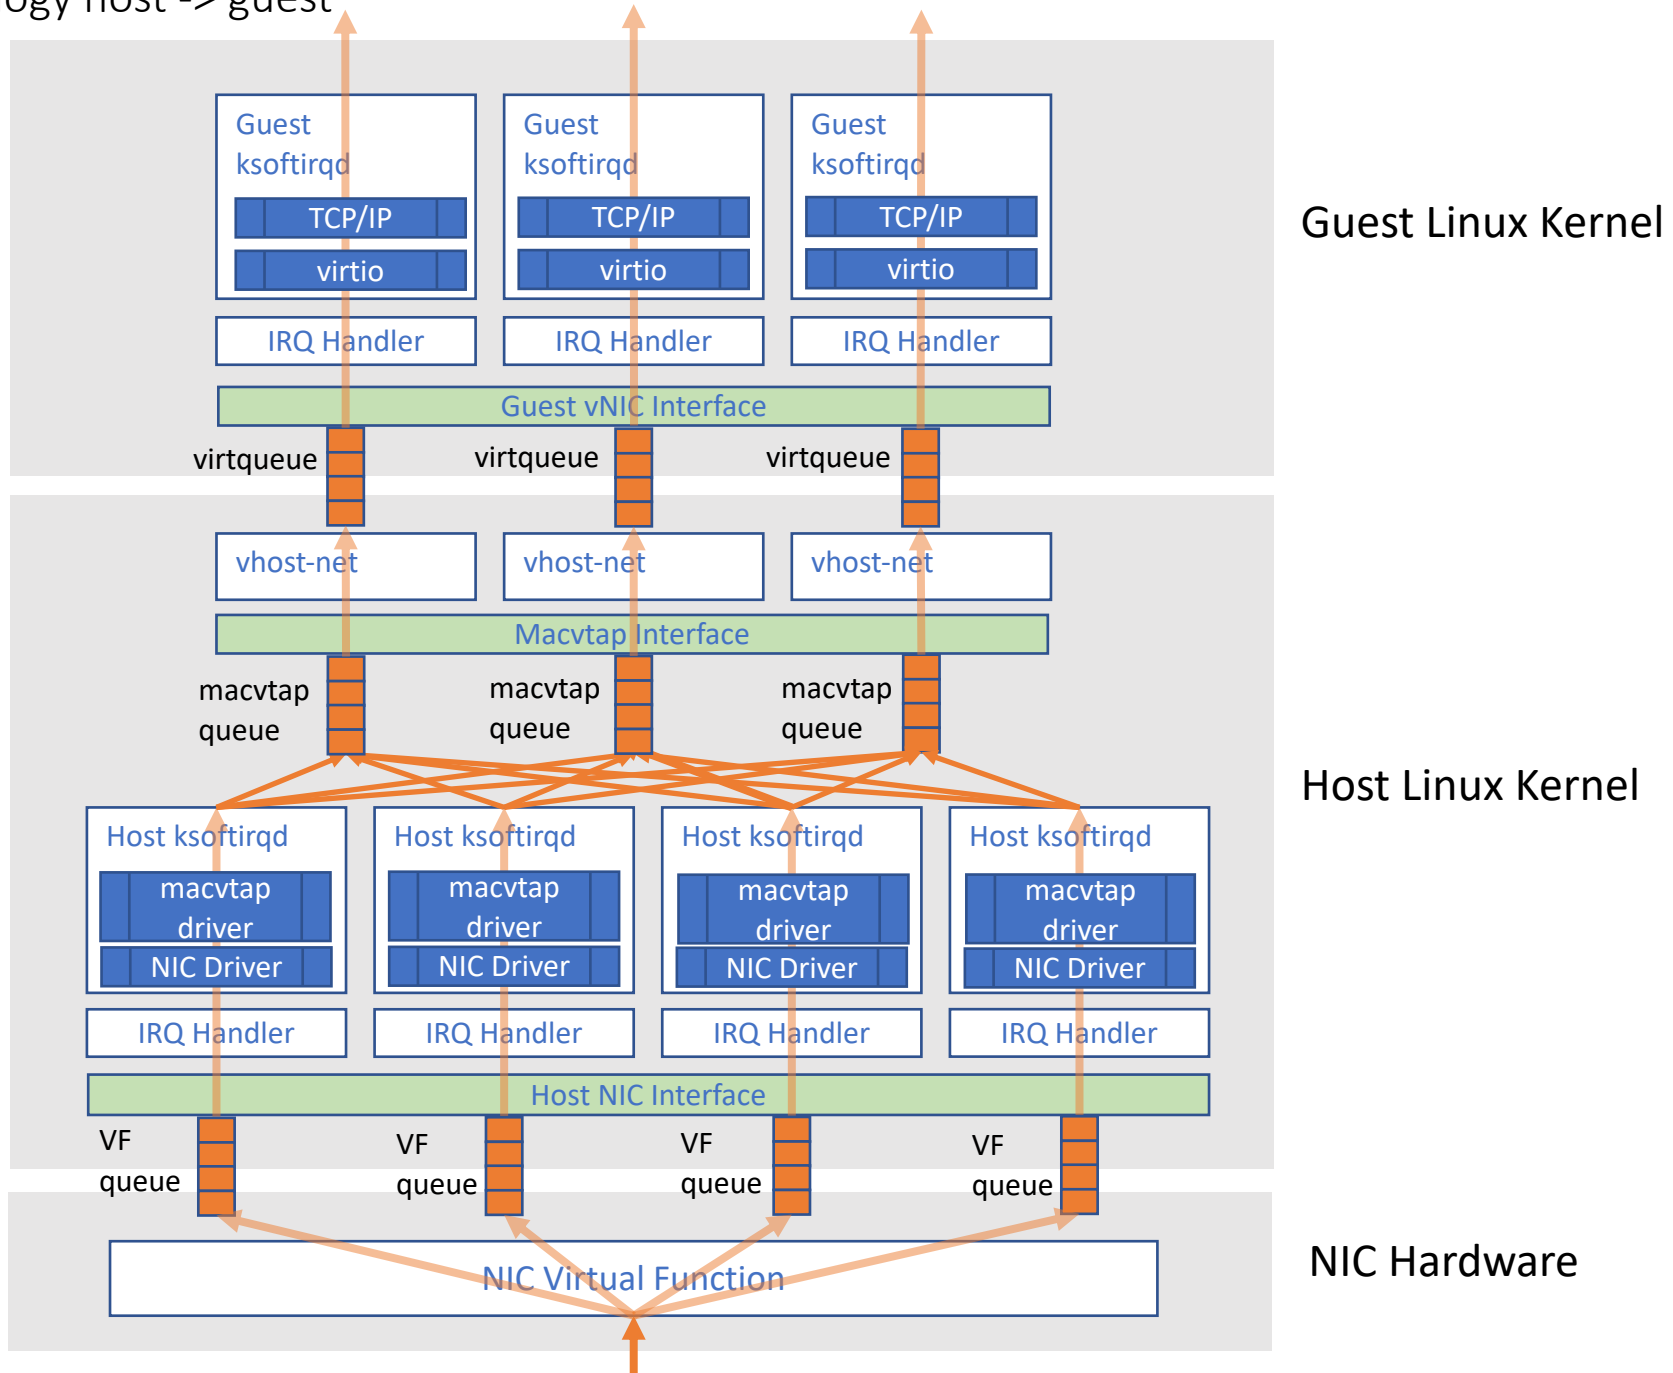 ogy host -> guest
Guest
ksoftirqd
TCP/IP
virtio
IRQ Handler
Guest
ksoftirqd
TCP/IP
virtio
IRQ Handler
Guest
ksoftirqd
TCP/IP
virtio
IRQ Handler
Guest Linux Kernel
Guest vNIC Interface
virtqueue
virtqueue
virtqueue
vhost-net
vhost-net
vhost-net
Macvtap Interface
macvtap
queue
macvtap
queue
macvtap
queue
Host Linux Kernel
Host ksoftirqd
macvtap
driver
NIC Driver
IRQ Handler
Host ksoftirqd
macvtap
driver
NIC Driver
IRQ Handler
Host ksoftirqd
macvtap
driver
NIC Driver
IRQ Handler
Host ksoftirqd
macvtap
driver
NIC Driver
IRQ Handler
Host NIC Interface
VF
queue
VF
queue
VF
queue
VF
queue
NIC Virtual Function
NIC Hardware